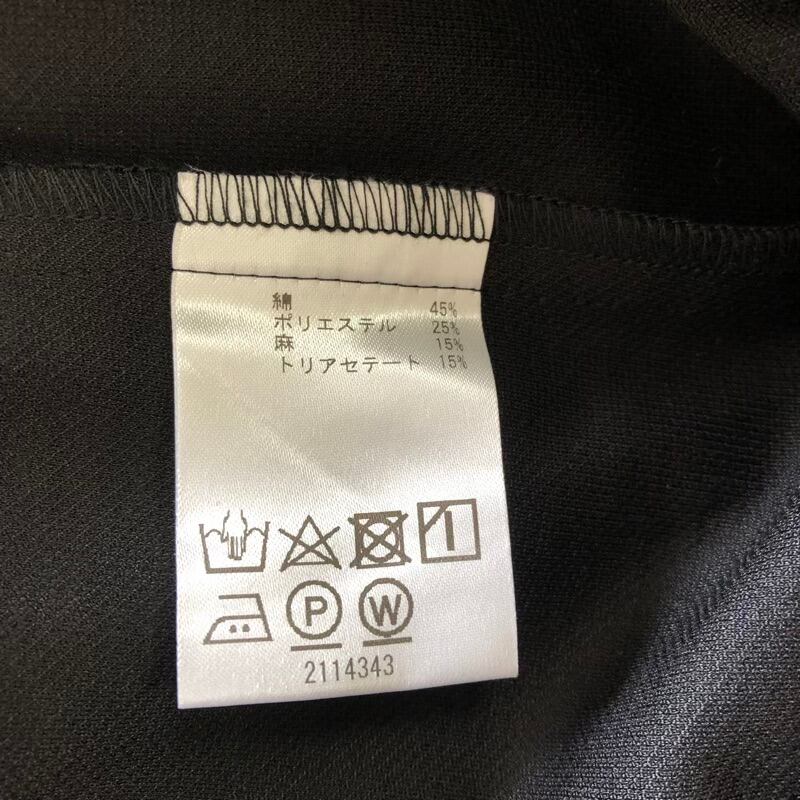 綿 45%
ポリエステル 25%
麻 15%
トリアセテート 15%
P W
2114343